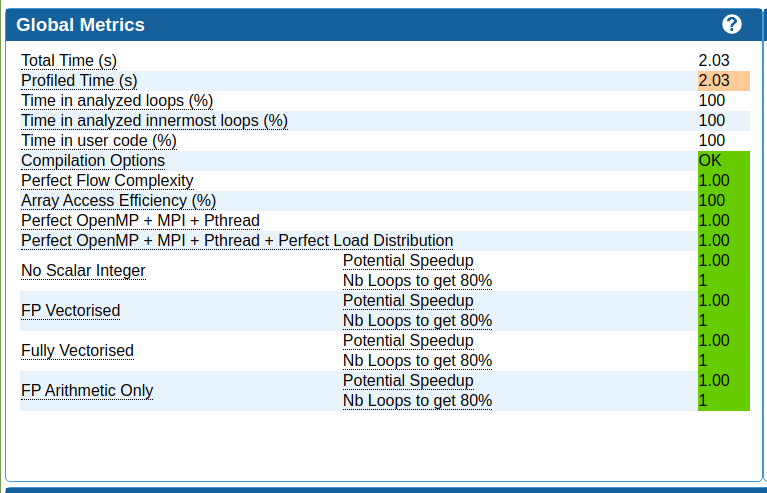 Global Metrics ?
Total Time (s) 2.03
Profiled Time (s) 2.03
Time in analyzed loops (%) 100
Time in analyzed innermost loops (%) 100
Time in user code (%) 100
Compilation Options OK
Perfect Flow Complexity 1.00
Array Access Efficiency (%) 100
Perfect OpenMP + MPI + Pthread 1.00
Perfect OpenMP + MPI + Pthread + Perfect Load Distribution 1.00
No Scalar Integer
Potential Speedup 1.00
Nb Loops to get 80% 1
FP Vectorised
Potential Speedup 1.00
Nb Loops to get 80% 1
Fully Vectorised
Potential Speedup 1.00
Nb Loops to get 80% 1
FP Arithmetic Only
Potential Speedup 1.00
Nb Loops to get 80% 1